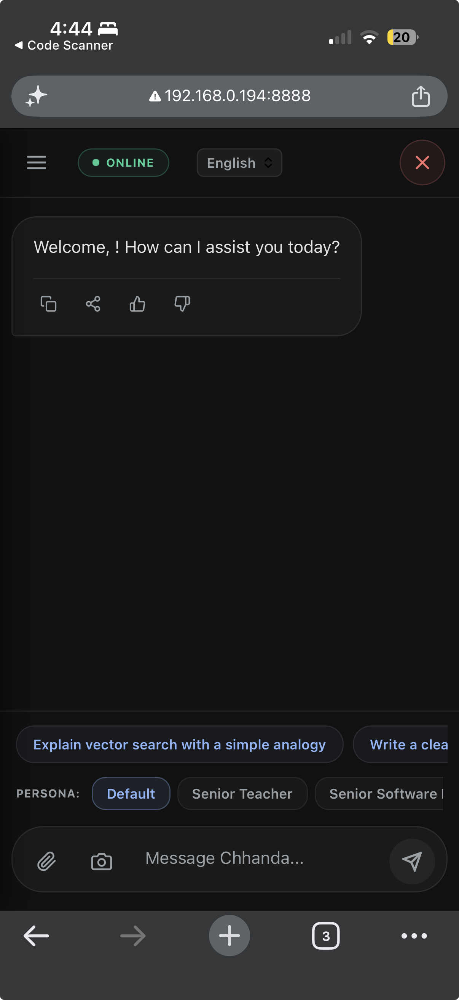 4:44
Code Scanner
20
192.168.0.194:8888
ONLINE
English
Welcome, ! How can I assist you today?
Explain vector search with a simple analogy
Write a clea
PERSONA:
Default
Senior Teacher
Senior Software
Message Chhanda...
3